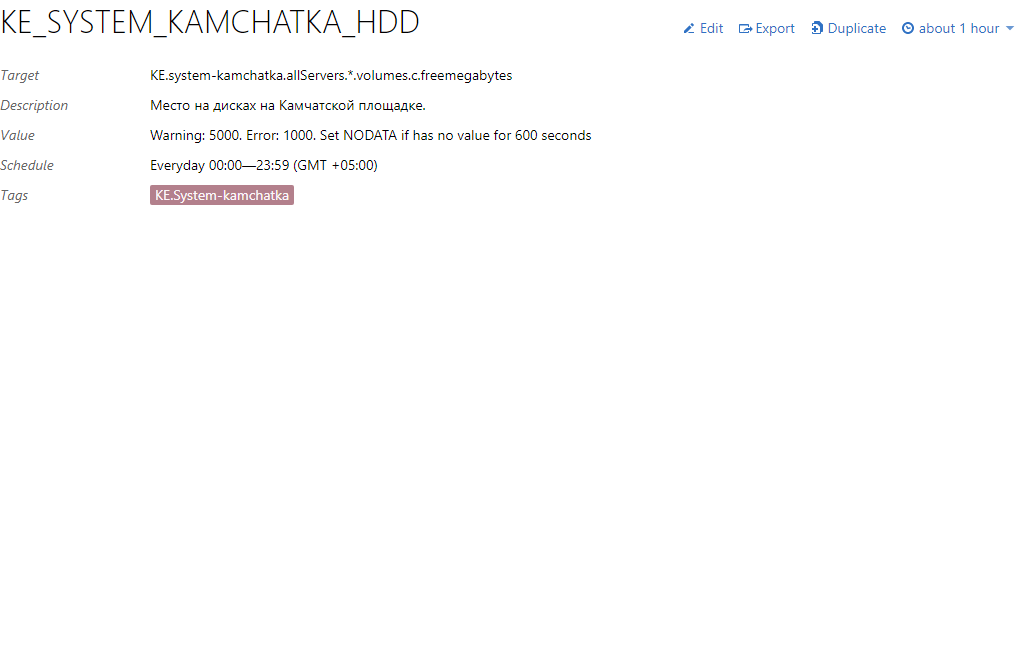 KE_SYSTEM_KAMCHATKA_HDD
Edit Export Duplicate about 1 hour
Target KE.system-kamchatka.allServers.*.volumes.c.freemegabytes
Description Место на дисках на Камчатской площадке.
Value Warning: 5000. Error: 1000. Set NODATA if has no value for 600 seconds
Schedule Everyday 00:00—23:59 (GMT +05:00)
Tags KE.System-kamchatka